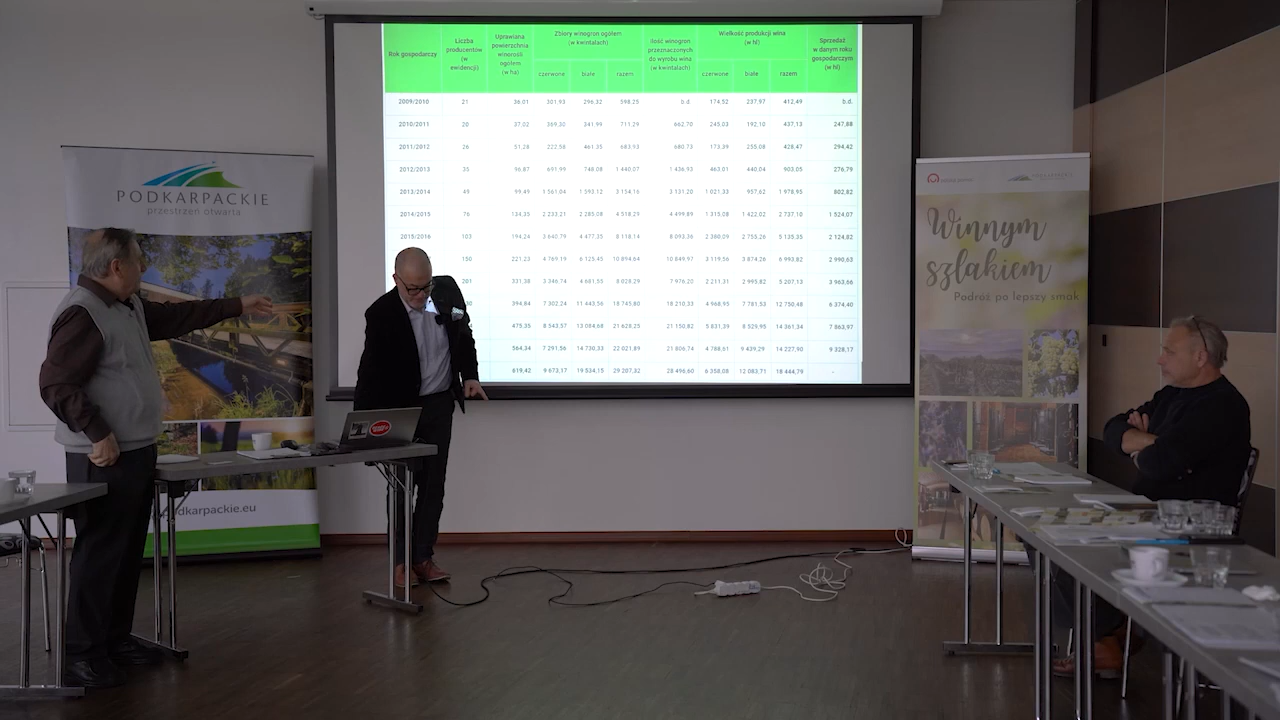 Rok gospodarczy
Liczba
producentów
(w
ewidencji)
Uprawiana
powierzchnia
winorośli
ogółem
(w ha)
Zbiory winogron ogółem
(w kwintalach)
czerwone białe razem
ilość winogron
przeznaczonych
do wyrobu wina
(w kwintalach)
Wielkość produkcji wina
(w hl)
czerwone białe razem
Sprzedaż
w danym roku
gospodarczym
(w hl)
2009/2010 21 36.01 301.93 296.32 598.25 b.d. 174,52 237,97 412,49 b.d.
2010/2011 20 37,02 369,30 341,99 711,29 662,70 245,03 192,10 437,13 247,88
2011/2012 26 51,28 222,58 461,35 683,93 680,73 173,39 255,08 428,47 294,42
2012/2013 35 96,87 691,99 748,08 1 440,07 1 436,93 463,01 440,04 903,05 276,79
2013/2014 49 99,49 1 561,04 1 593,12 3 154,16 3 131,20 1 021,33 957,62 1 978,95 802,82
2014/2015 76 134,35 2 233,21 2 285,08 4 518,29 4 499,89 1 315,08 1 422,02 2 737,10 1 524,07
2015/2016 103 194,24 3 640,79 4 477,35 8 118,14 8 093,36 2 380,09 2 755,26 5 135,35 2 124,82
150 221,23 4 769,19 6 125,45 10 894,64 10 849,97 3 119,56 3 874,26 6 993,82 2 990,63
201 331,38 3 346,74 4 681,55 8 028,29 7 976,20 2 211,31 2 995,82 5 207,13 3 963,66
394,84 7 302,24 11 443,56 18 745,80 18 210,33 4 968,95 7 781,53 12 750,48 6 374,40
475,35 8 543,57 13 084,68 21 628,25 21 150,82 5 831,39 8 529,95 14 361,34 7 863,97
564,34 7 291,56 14 730,33 22 021,89 21 806,74 4 788,61 9 439,29 14 227,90 9 328,17
619,42 9 673,17 19 534,15 29 207,32 28 496,60 6 358,08 12 083,71 18 444,79 -
PODKARPACKIE
przestrzeń otwarta
podkarpackie.eu
PODKARPACKIE
Winnym
szlakiem
Podróż po lepszy smak